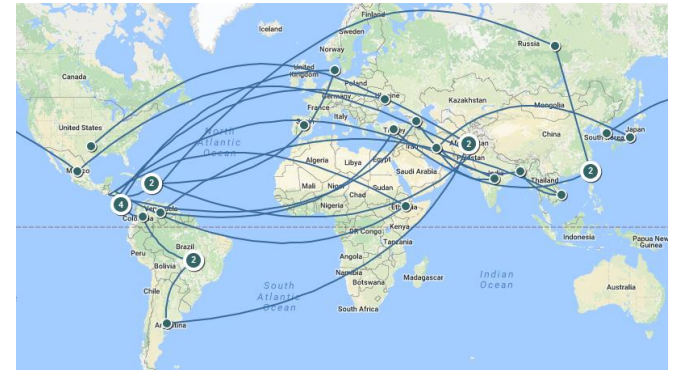 Iceland
Finland
Sweden
Norway
Russia
Canada
United
Kingdom
Poland
Germany
France
Kazakhstan
Mongolia
Italy
United States
North
Atlantic
Ocean
China
South Korea
Japan
Iraq
Pakistan
Algeria
Libya
Egypt
Saudi Arabia
India
Mexico
Mali
Chad
Sudan
Thailand
2
2
2
4
Nigeria
Ethiopia
Venezuela
Colombia
DR Congo
Kenya
Tanzania
Indonesia
Papua New
Guinea
Brazil
Peru
2
Bolivia
Angola
Namibia
Botswana
Madagascar
South
Atlantic
Ocean
Indian
Ocean
Australia
Chile
South Africa
Argentina